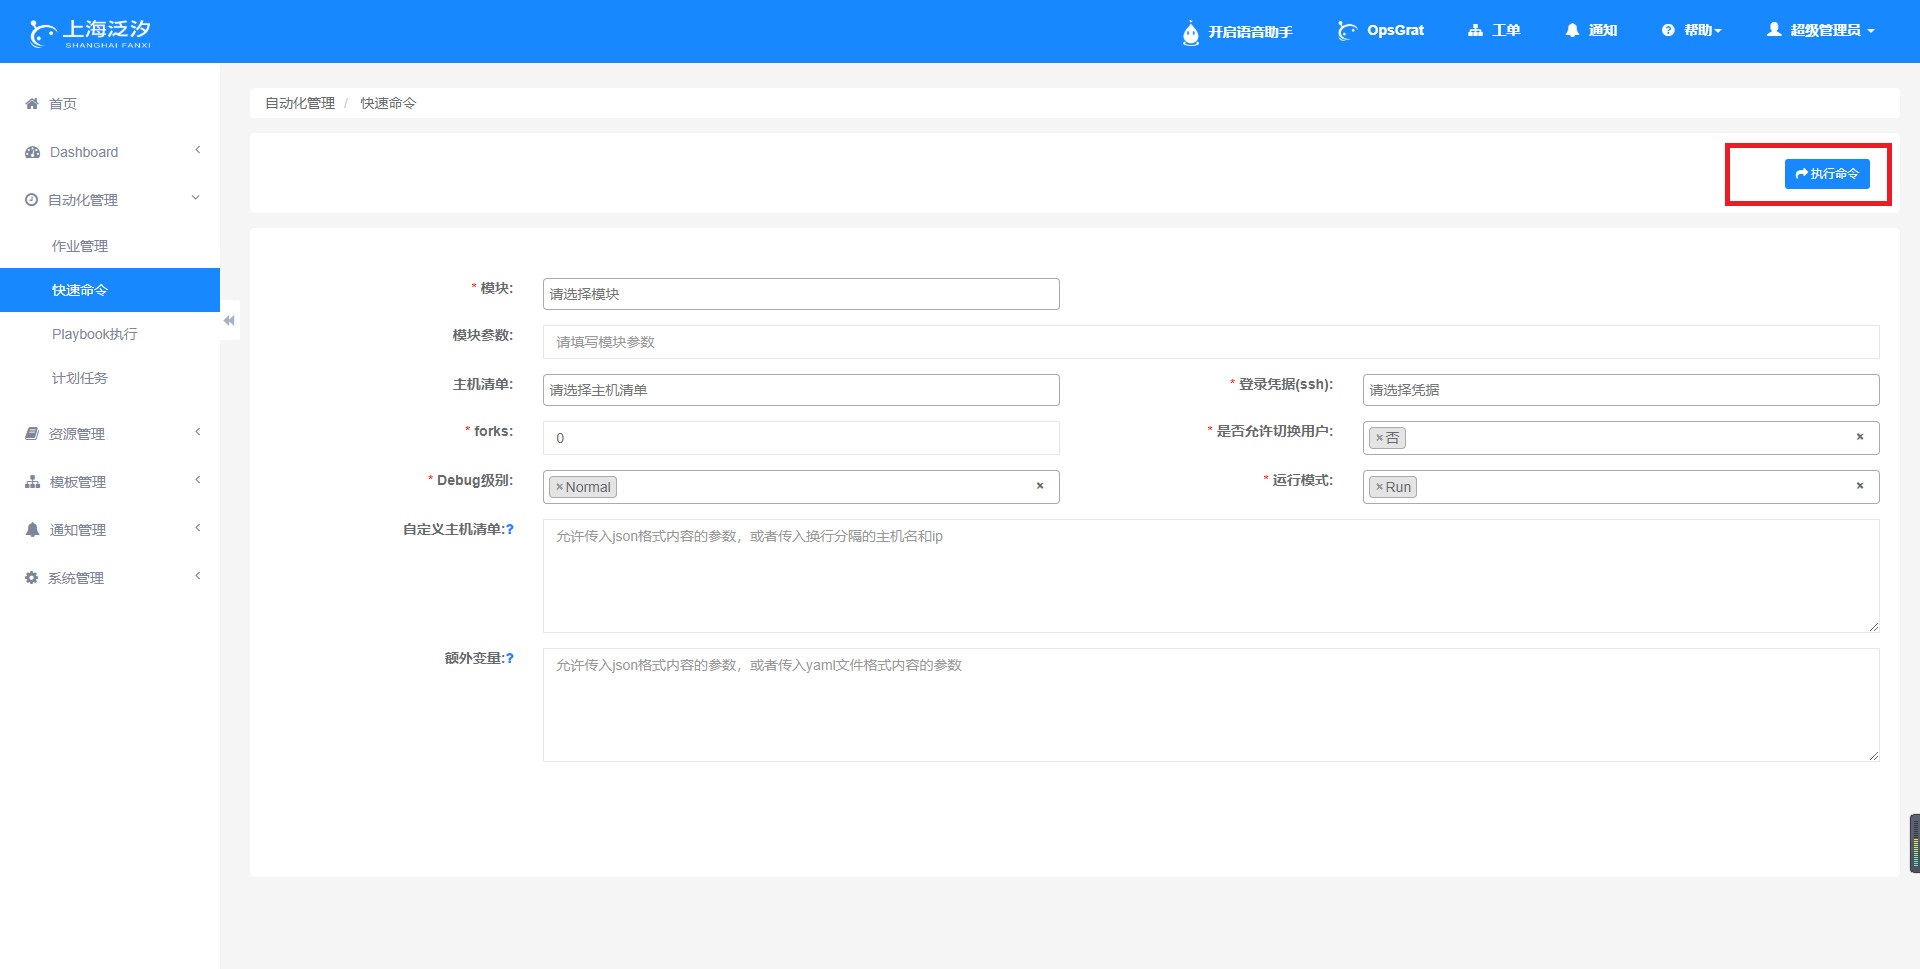 上海泛汐
SHANGHAI FANXI
开启语音助手
OpsGrat
工单
通知
帮助
超级管理员
首页
Dashboard
自动化管理
作业管理
快速命令
Playbook执行
计划任务
资源管理
模板管理
通知管理
系统管理
自动化管理 / 快速命令
执行命令
* 模块:
请选择模块
模块参数:
请填写模块参数
主机清单:
请选择主机清单
* 登录凭据(ssh):
请选择凭据
* forks:
0
* 是否允许切换用户:
×否 ×
* Debug级别:
×Normal ×
* 运行模式:
×Run ×
自定义主机清单:?
允许传入json格式内容的参数，或者传入换行分隔的主机名和ip
额外变量:?
允许传入json格式内容的参数，或者传入yaml文件格式内容的参数